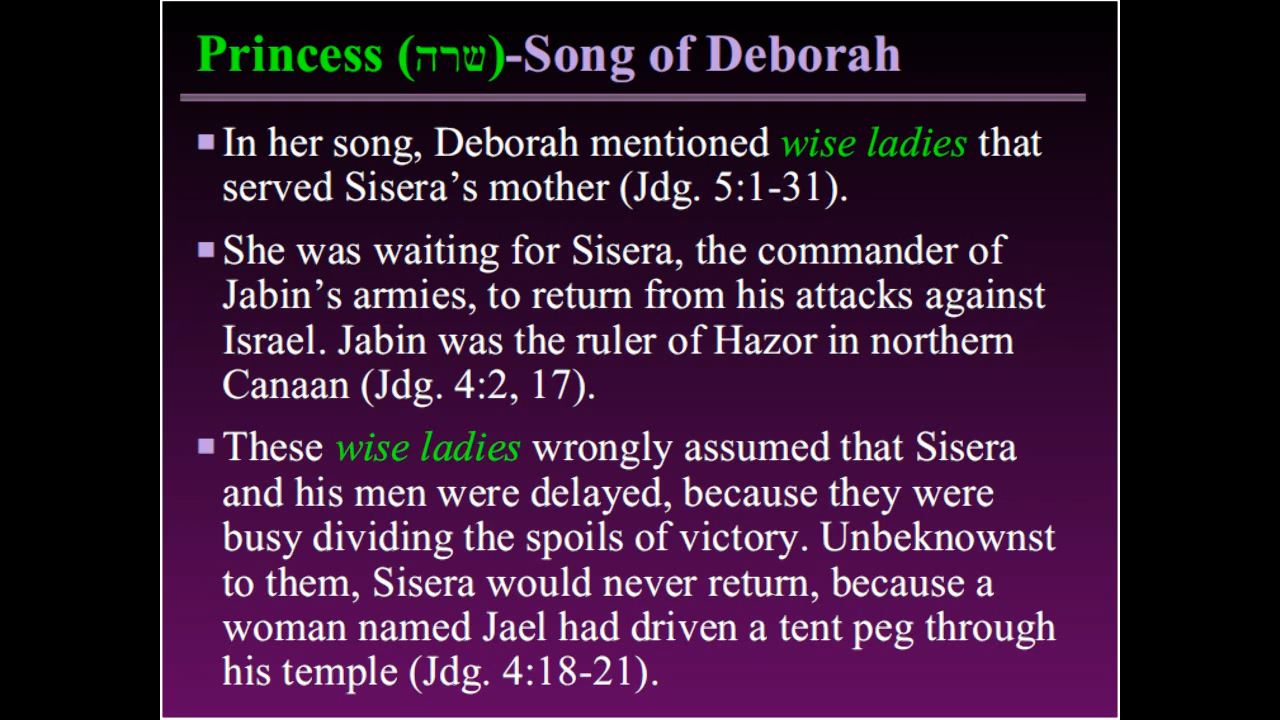 Princess (שרה)-Song of Deborah
▪ In her song, Deborah mentioned wise ladies that
served Sisera’s mother (Jdg. 5:1-31).
▪ She was waiting for Sisera, the commander of
Jabin’s armies, to return from his attacks against
Israel. Jabin was the ruler of Hazor in northern
Canaan (Jdg. 4:2, 17).
▪ These wise ladies wrongly assumed that Sisera
and his men were delayed, because they were
busy dividing the spoils of victory. Unbeknownst
to them, Sisera would never return, because a
woman named Jael had driven a tent peg through
his temple (Jdg. 4:18-21).